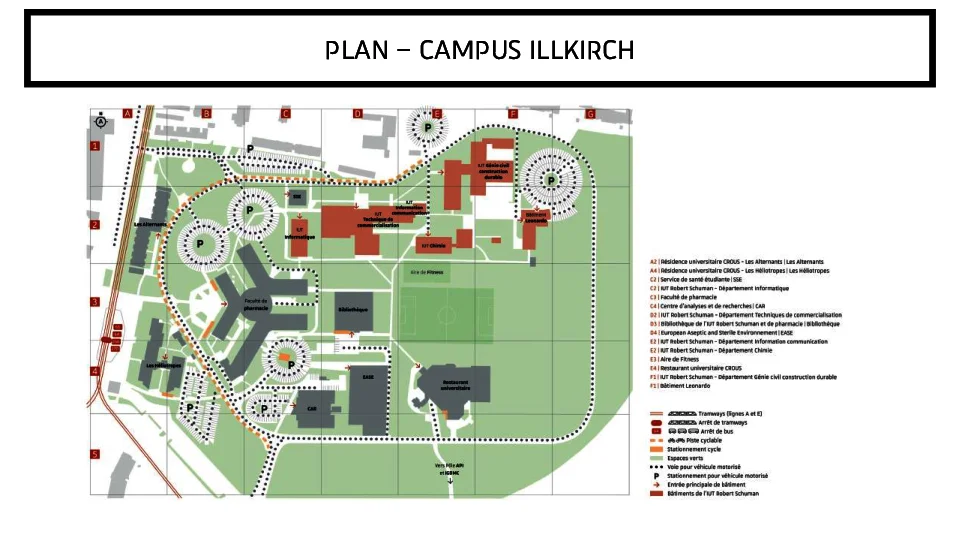 PLAN – CAMPUS ILLKIRCH
A B C D E F G
1
P
P
IUT Génie civil
construction
durable
P
SSE
P
IUT
Information
communication
IUT
Technique de
commercialisation
Bâtiment
Leonardo
2
Les Alternants
IUT
Informatique
P
IUT Chimie
Aire de Fitness
3
Faculté de
pharmacie
Bibliothèque
4
Les Héliotropes
P
EASE
Restaurant
universitaire
P
P
CAR
5
Vers Pôle API
et IGBMC
A2 | Résidence universitaire CROUS – Les Alternants | Les Alternants
A4 | Résidence universitaire CROUS – Les Héliotropes | Les Héliotropes
C2 | Service de santé étudiante | SSE
C2 | IUT Robert Schuman – Département Informatique
C3 | Faculté de pharmacie
C4 | Centre d'analyses et de recherches | CAR
D2 | IUT Robert Schuman – Département Techniques de commercialisation
D3 | Bibliothèque de l'IUT Robert Schuman et de pharmacie | Bibliothèque
D4 | European Aseptic and Sterile Environnement | EASE
E2 | IUT Robert Schuman – Département Information communication
E2 | IUT Robert Schuman – Département Chimie
E3 | Aire de Fitness
E4 | Restaurant universitaire CROUS
F1 | IUT Robert Schuman – Département Génie civil construction durable
F1 | Bâtiment Leonardo
Tramways (lignes A et E)
Arrêt de tramways
Arrêt de bus
Piste cyclable
Stationnement cycle
Espaces verts
Voie pour véhicule motorisé
P Stationnement pour véhicule motorisé
Entrée principale de bâtiment
Bâtiments de l'IUT Robert Schuman